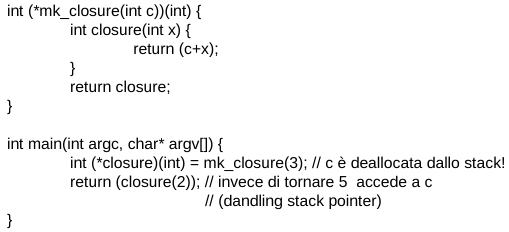 int (*mk_closure(int c))(int) {
int closure(int x) {
return (c+x);
}
return closure;
}
int main(int argc, char* argv[]) {
int (*closure)(int) = mk_closure(3); // c è deallocata dallo stack!
return (closure(2)); // invece di tornare 5 accede a c
// (dandling stack pointer)
}